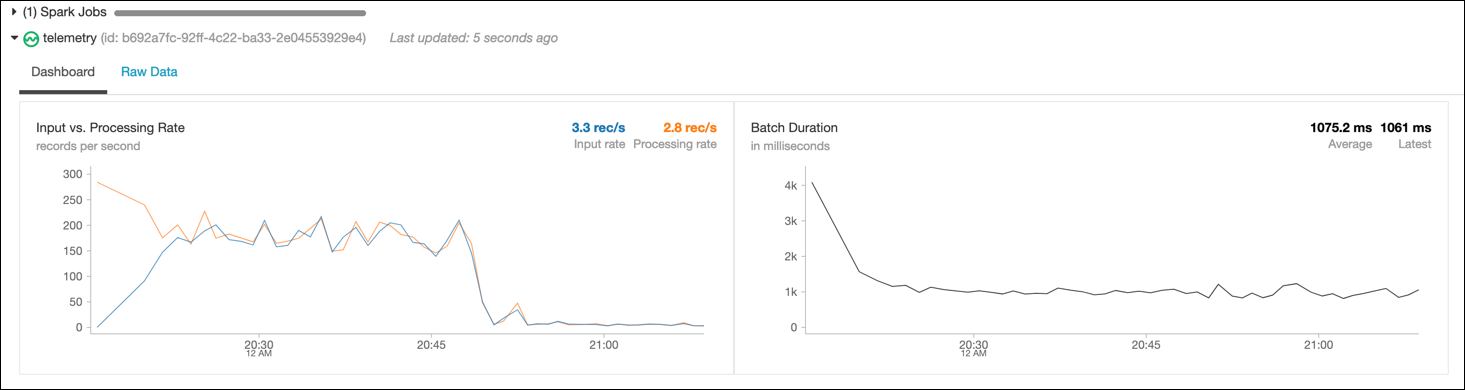 (1) Spark Jobs
telemetry (id: b692a7fc-92ff-4c22-ba33-2e04553929e4) Last updated: 5 seconds ago
Dashboard Raw Data
Input vs. Processing Rate
records per second
3.3 rec/s 2.8 rec/s
Input rate Processing rate
300
250
200
150
100
50
0
20:30 20:45 21:00
12 AM
Batch Duration
in milliseconds
1075.2 ms 1061 ms
Average Latest
4k
3k
2k
1k
0
20:30 20:45 21:00
12 AM